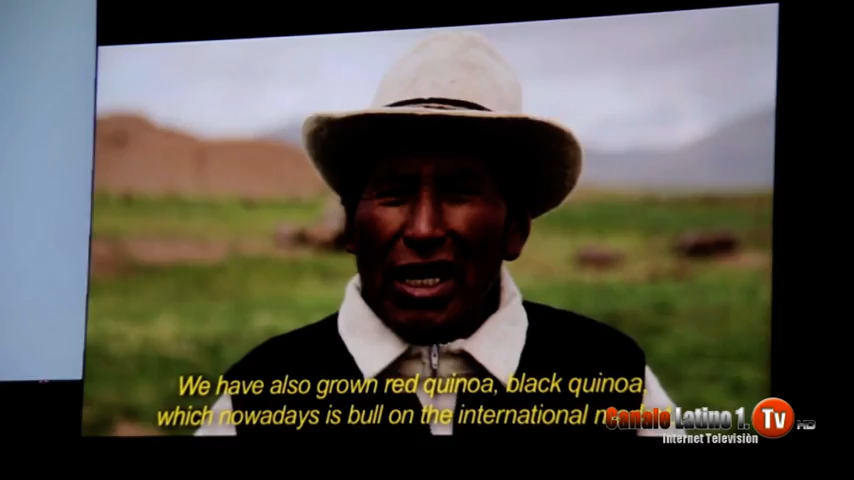 We have also grown red quinoa, black quinoa,
which nowadays is bull on the international
Canale Latino 1. Tv HD
Internet Televisiòn